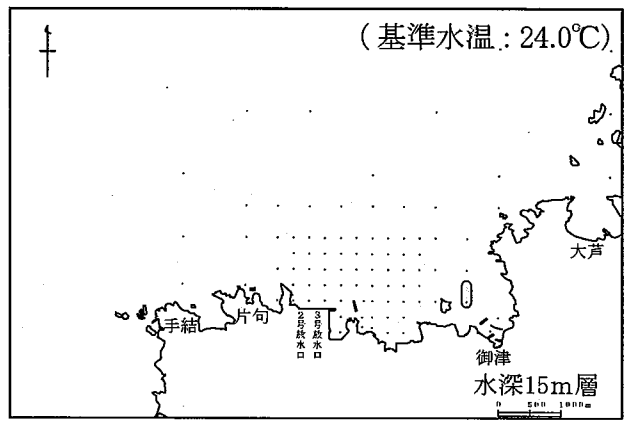 (基準水温:24.0℃)
大芦
手結
片句
2号放水口
3号放水口
御津
水深15m層
0 500 1000m